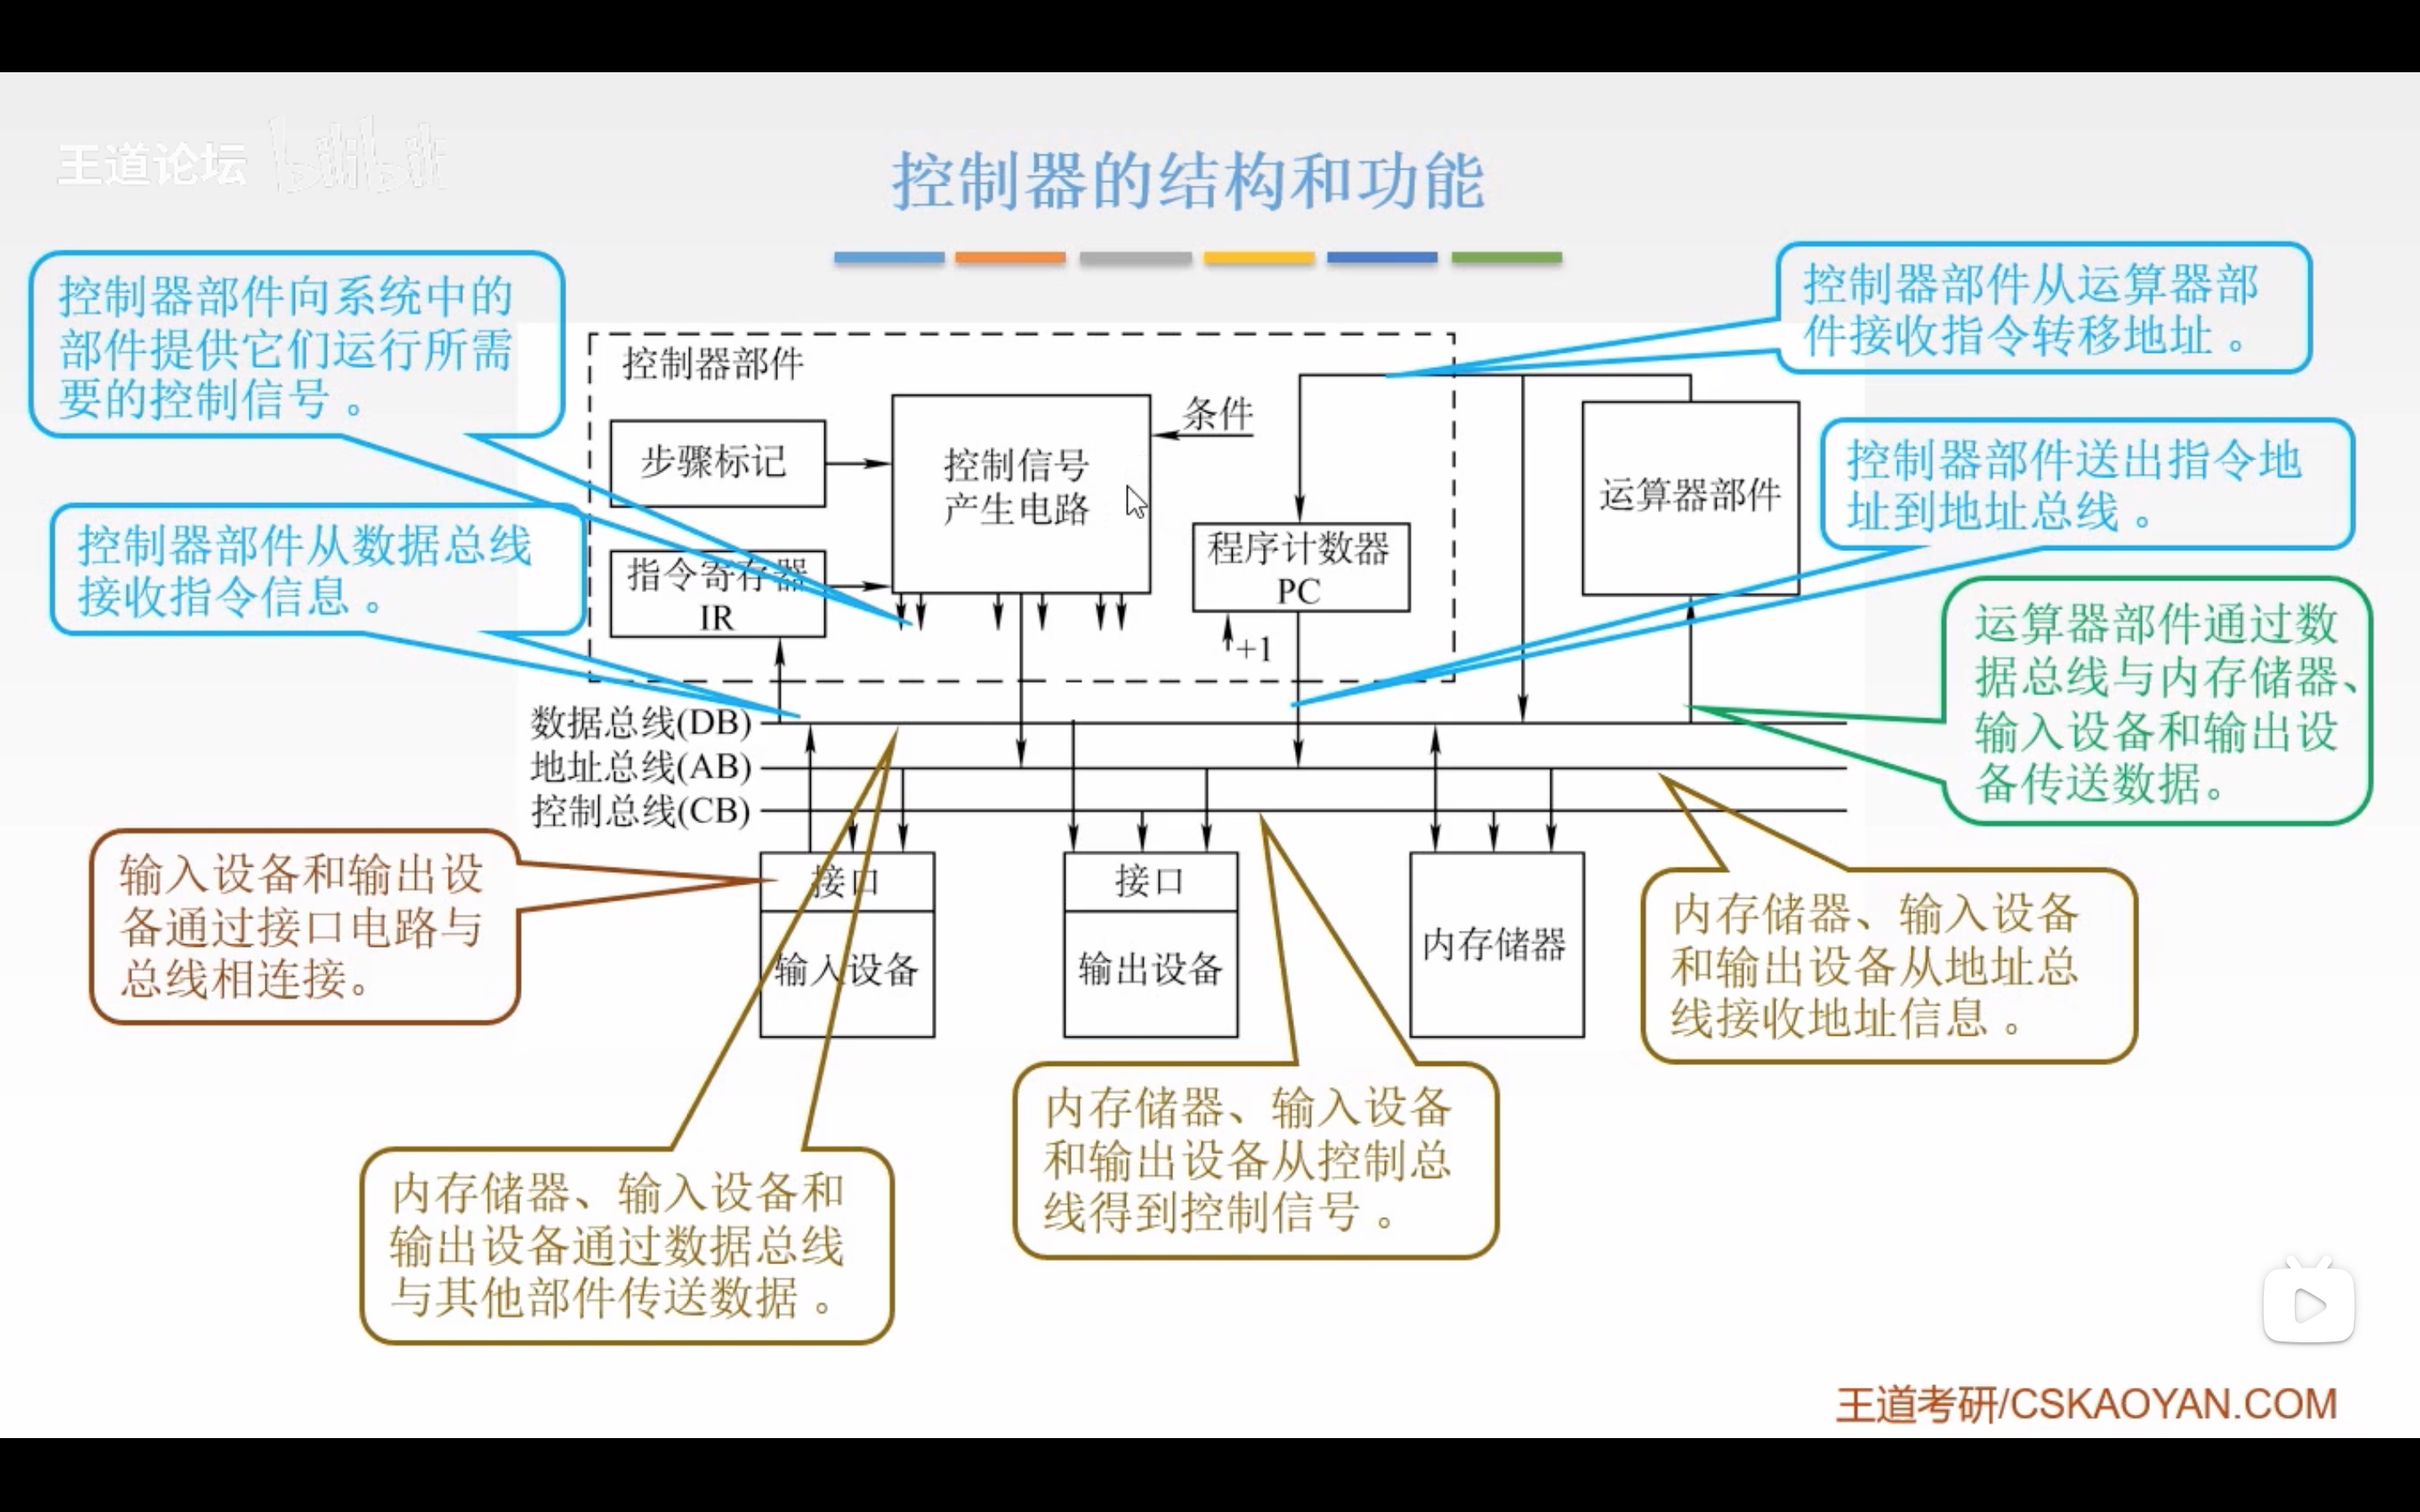 王道论坛 bilibili
控制器的结构和功能
控制器部件向系统中的
部件提供它们运行所需
要的控制信号。
控制器部件从数据总线
接收指令信息。
控制器部件从运算器部
件接收指令转移地址。
控制器部件送出指令地
址到地址总线。
运算器部件通过数
据总线与内存储器、
输入设备和输出设
备传送数据。
控制器部件
步骤标记
控制信号
产生电路
条件
指令寄存器
IR
程序计数器
PC
+1
运算器部件
数据总线(DB)
地址总线(AB)
控制总线(CB)
接口
输入设备
接口
输出设备
内存储器
输入设备和输出设
备通过接口电路与
总线相连接。
内存储器、输入设备
和输出设备从地址总
线接收地址信息。
内存储器、输入设备
和输出设备从控制总
线得到控制信号。
内存储器、输入设备和
输出设备通过数据总线
与其他部件传送数据。
王道考研/CSKAOYAN.COM